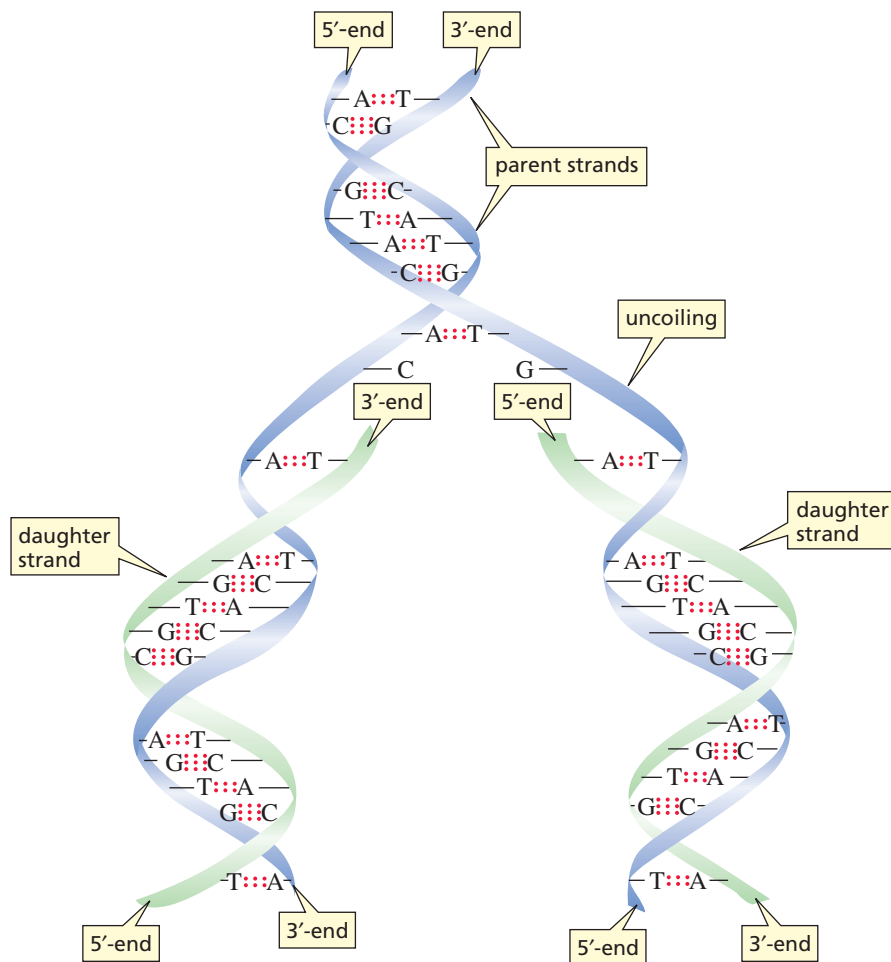 5′-end 3′-end
A T
C G
parent strands
G C
T A
A T
C G
uncoiling
A T
C G
3′-end 5′-end
A T A T
daughter
strand
daughter
strand
A T A T
G C G C
T A T A
G C G C
C G C G
A T A T
G C G C
T A T A
G C G C
T A T A
5′-end 3′-end 5′-end 3′-end